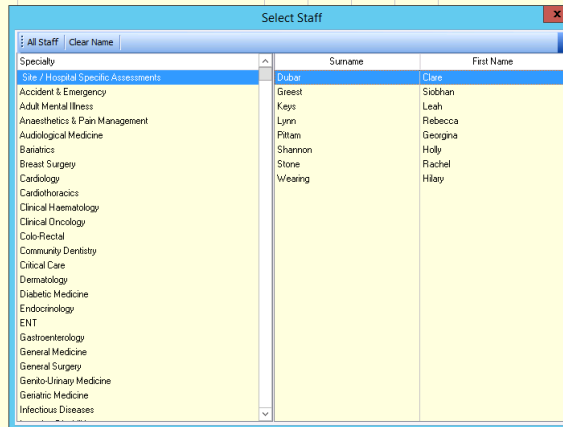 Select Staff
x
All Staff Clear Name
Specialty
Site / Hospital Specific Assessments
Accident & Emergency
Adult Mental Illness
Anaesthetics & Pain Management
Audiological Medicine
Bariatrics
Breast Surgery
Cardiology
Cardiothoracics
Clinical Haematology
Clinical Oncology
Colo-Rectal
Community Dentistry
Critical Care
Dermatology
Diabetic Medicine
Endocrinology
ENT
Gastroenterology
General Medicine
General Surgery
Genito-Urinary Medicine
Geriatric Medicine
Infectious Diseases
Surname First Name
Dubar Clare
Greest Siobhan
Keys Leah
Lynn Rebecca
Pittam Georgina
Shannon Holly
Stone Rachel
Wearing Hilary